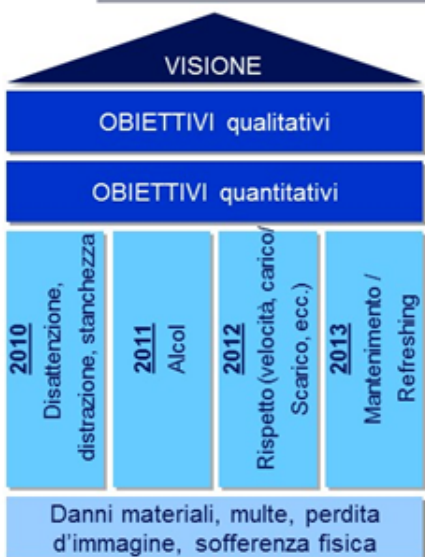 VISIONE
OBIETTIVI qualitativi
OBIETTIVI quantitativi
2010
Disattenzione,
distrazione, stanchezza
2011
Alcol
2012
Rispetto (velocità, carico/
Scarico, ecc.)
2013
Mantenimento /
Refreshing
Danni materiali, multe, perdita
d'immagine, sofferenza fisica